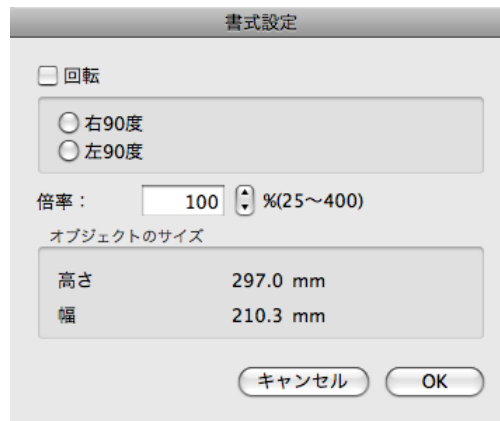 書式設定
回転
右90度
左90度
倍率： 100 %(25～400)
オブジェクトのサイズ
高さ 297.0 mm
幅 210.3 mm
キャンセル OK